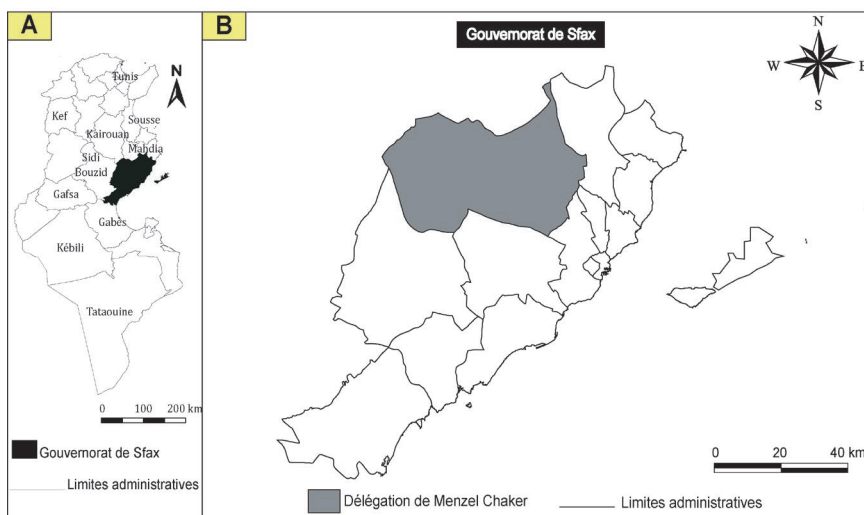 A
N
Tunis
Kef
Sousse
Kairouan
Mahdia
Sidi
Bouzid
Gafsa
Gabès
Kébili
Tataouine
0 100 200 km
Gouvernorat de Sfax
Limites administratives
B
Gouvernorat de Sfax
N
W E
S
0 20 40 km
Délégation de Menzel Chaker
Limites administratives